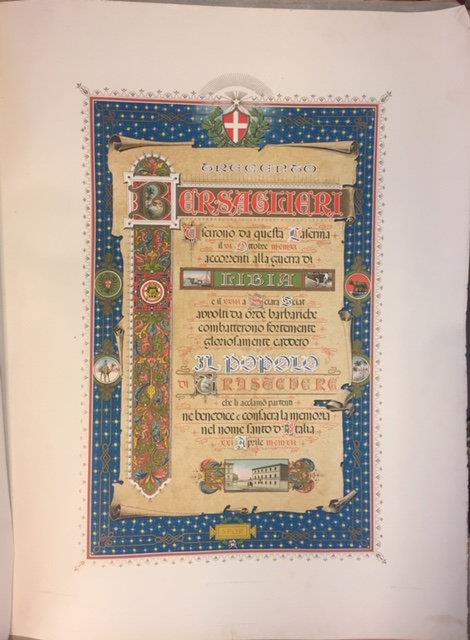 TRECENTO
BERSAGLIERI
Uscirono da questa Caserma
il VI Ottobre MCMXI
accorrenti alla guerra di
LIBIA
e il XXIII a Sciara Sciat
avvolti da orde barbariche
combatterono fortemente
gloriosamente caddero
IL POPOLO
di TRASTEVERE
che li acclamò partenti
ne benedice e consacra la memoria
nel nome santo d'Italia
XXI Aprile MCMXII